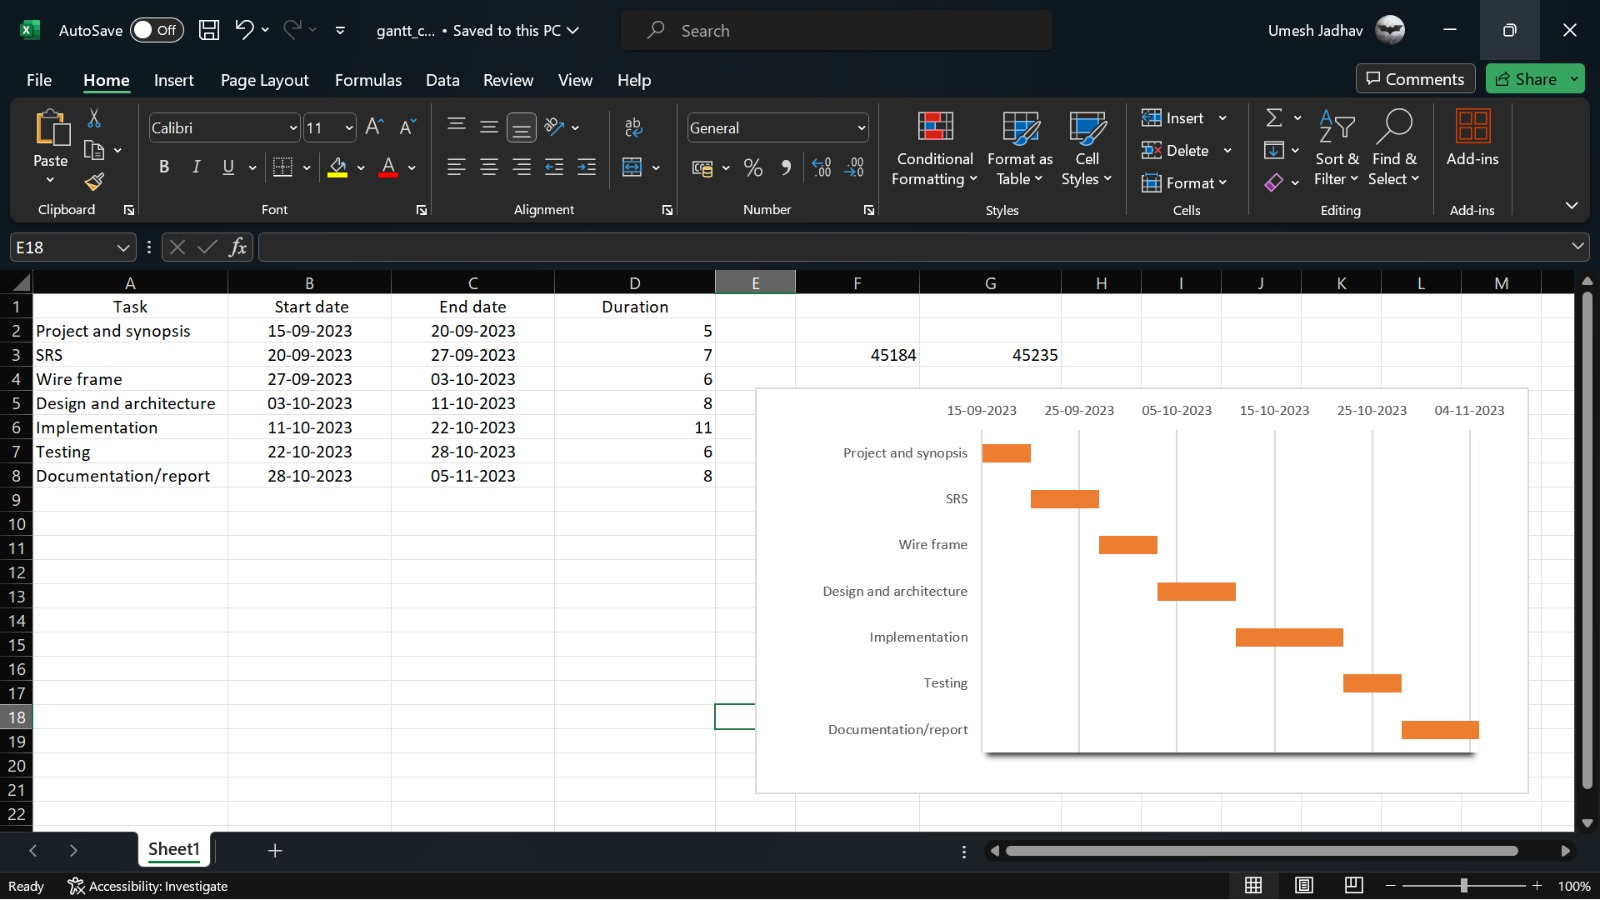 AutoSave Off gantt_c... • Saved to this PC Search Umesh Jadhav
File Home Insert Page Layout Formulas Data Review View Help Comments Share
Paste
Clipboard
Calibri 11
B I U A
Font
ab
Alignment
General
% 9 .00 .00
Number
Conditional Formatting
Format as Table
Cell Styles
Styles
Insert
Delete
Format
Cells
Sort & Filter
Find & Select
Editing
Add-ins
Add-ins
E18 fx
A B C D E F G H I J K L M
1 Task Start date End date Duration
2 Project and synopsis 15-09-2023 20-09-2023 5
3 SRS 20-09-2023 27-09-2023 7 45184 45235
4 Wire frame 27-09-2023 03-10-2023 6
5 Design and architecture 03-10-2023 11-10-2023 8
6 Implementation 11-10-2023 22-10-2023 11
7 Testing 22-10-2023 28-10-2023 6
8 Documentation/report 28-10-2023 05-11-2023 8
9
10
11
12
13
14
15
16
17
18
19
20
21
22
15-09-2023 25-09-2023 05-10-2023 15-10-2023 25-10-2023 04-11-2023
Project and synopsis
SRS
Wire frame
Design and architecture
Implementation
Testing
Documentation/report
Sheet1
Ready Accessibility: Investigate 100%